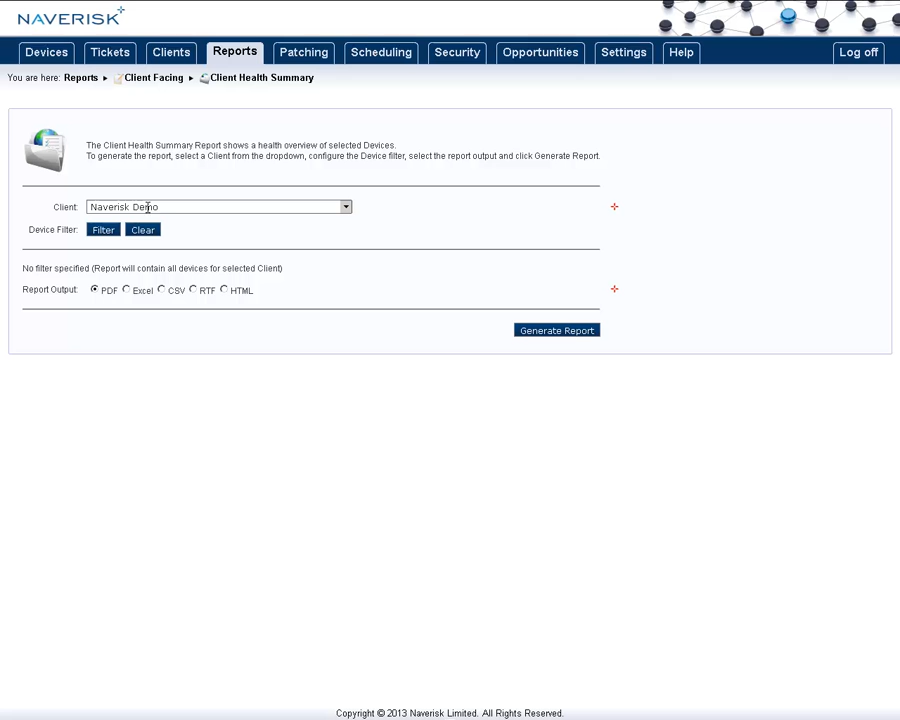 NAVERISK
Devices Tickets Clients Reports Patching Scheduling Security Opportunities Settings Help Log off
You are here: Reports ► Client Facing ► Client Health Summary
The Client Health Summary Report shows a health overview of selected Devices.
To generate the report, select a Client from the dropdown, configure the Device filter, select the report output and click Generate Report.
Client: Naverisk Demo
Device Filter: Filter Clear
No filter specified (Report will contain all devices for selected Client)
Report Output: PDF Excel CSV RTF HTML
Generate Report
Copyright © 2013 Naverisk Limited. All Rights Reserved.